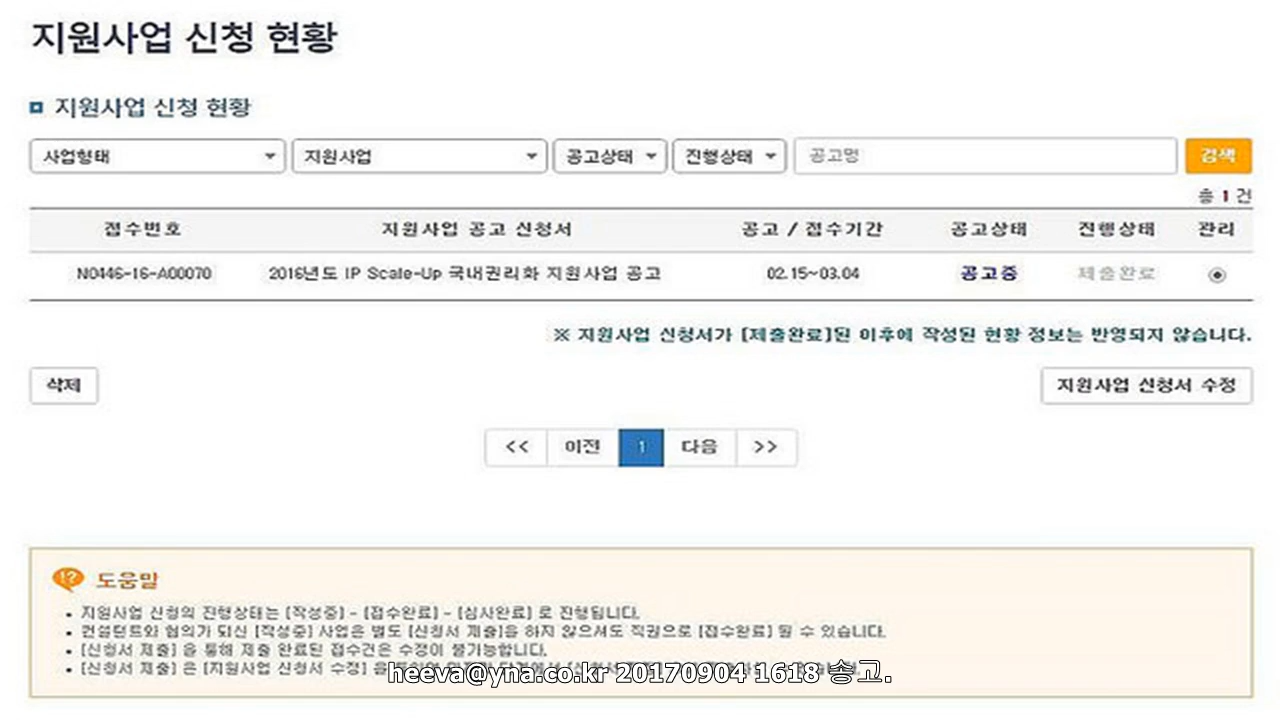 지원사업 신청 현황
지원사업 신청 현황
사업형태 지원사업 공고상태 진행상태 공고명 검색
총 1 건
접수번호 지원사업 공고 신청서 공고 / 접수기간 공고상태 진행상태 관리
N0446-16-A00070 2016년도 IP Scale-Up 국내권리화 지원사업 공고 02.15~03.04 공고중 제출완료
※ 지원사업 신청서가 [제출완료]된 이후에 작성된 현황 정보는 반영되지 않습니다.
삭제 지원사업 신청서 수정
<< 이전 1 다음 >>
!? 도움말
• 지원사업 신청의 진행상태는 [작성중] - [접수완료] - [심사완료] 로 진행됩니다.
• 컨설턴트와 협의가 되신 [작성중] 사업은 별도 [신청서 제출]을 하지 않으셔도 직권으로 [접수완료] 될 수 있습니다.
• [신청서 제출] 을 통해 제출 완료된 접수건은 수정이 불가능합니다.
• [신청서 제출] 은 [지원사업 신청서 수정] 을
heeva@yna.co.kr 20170904 1618 송고.